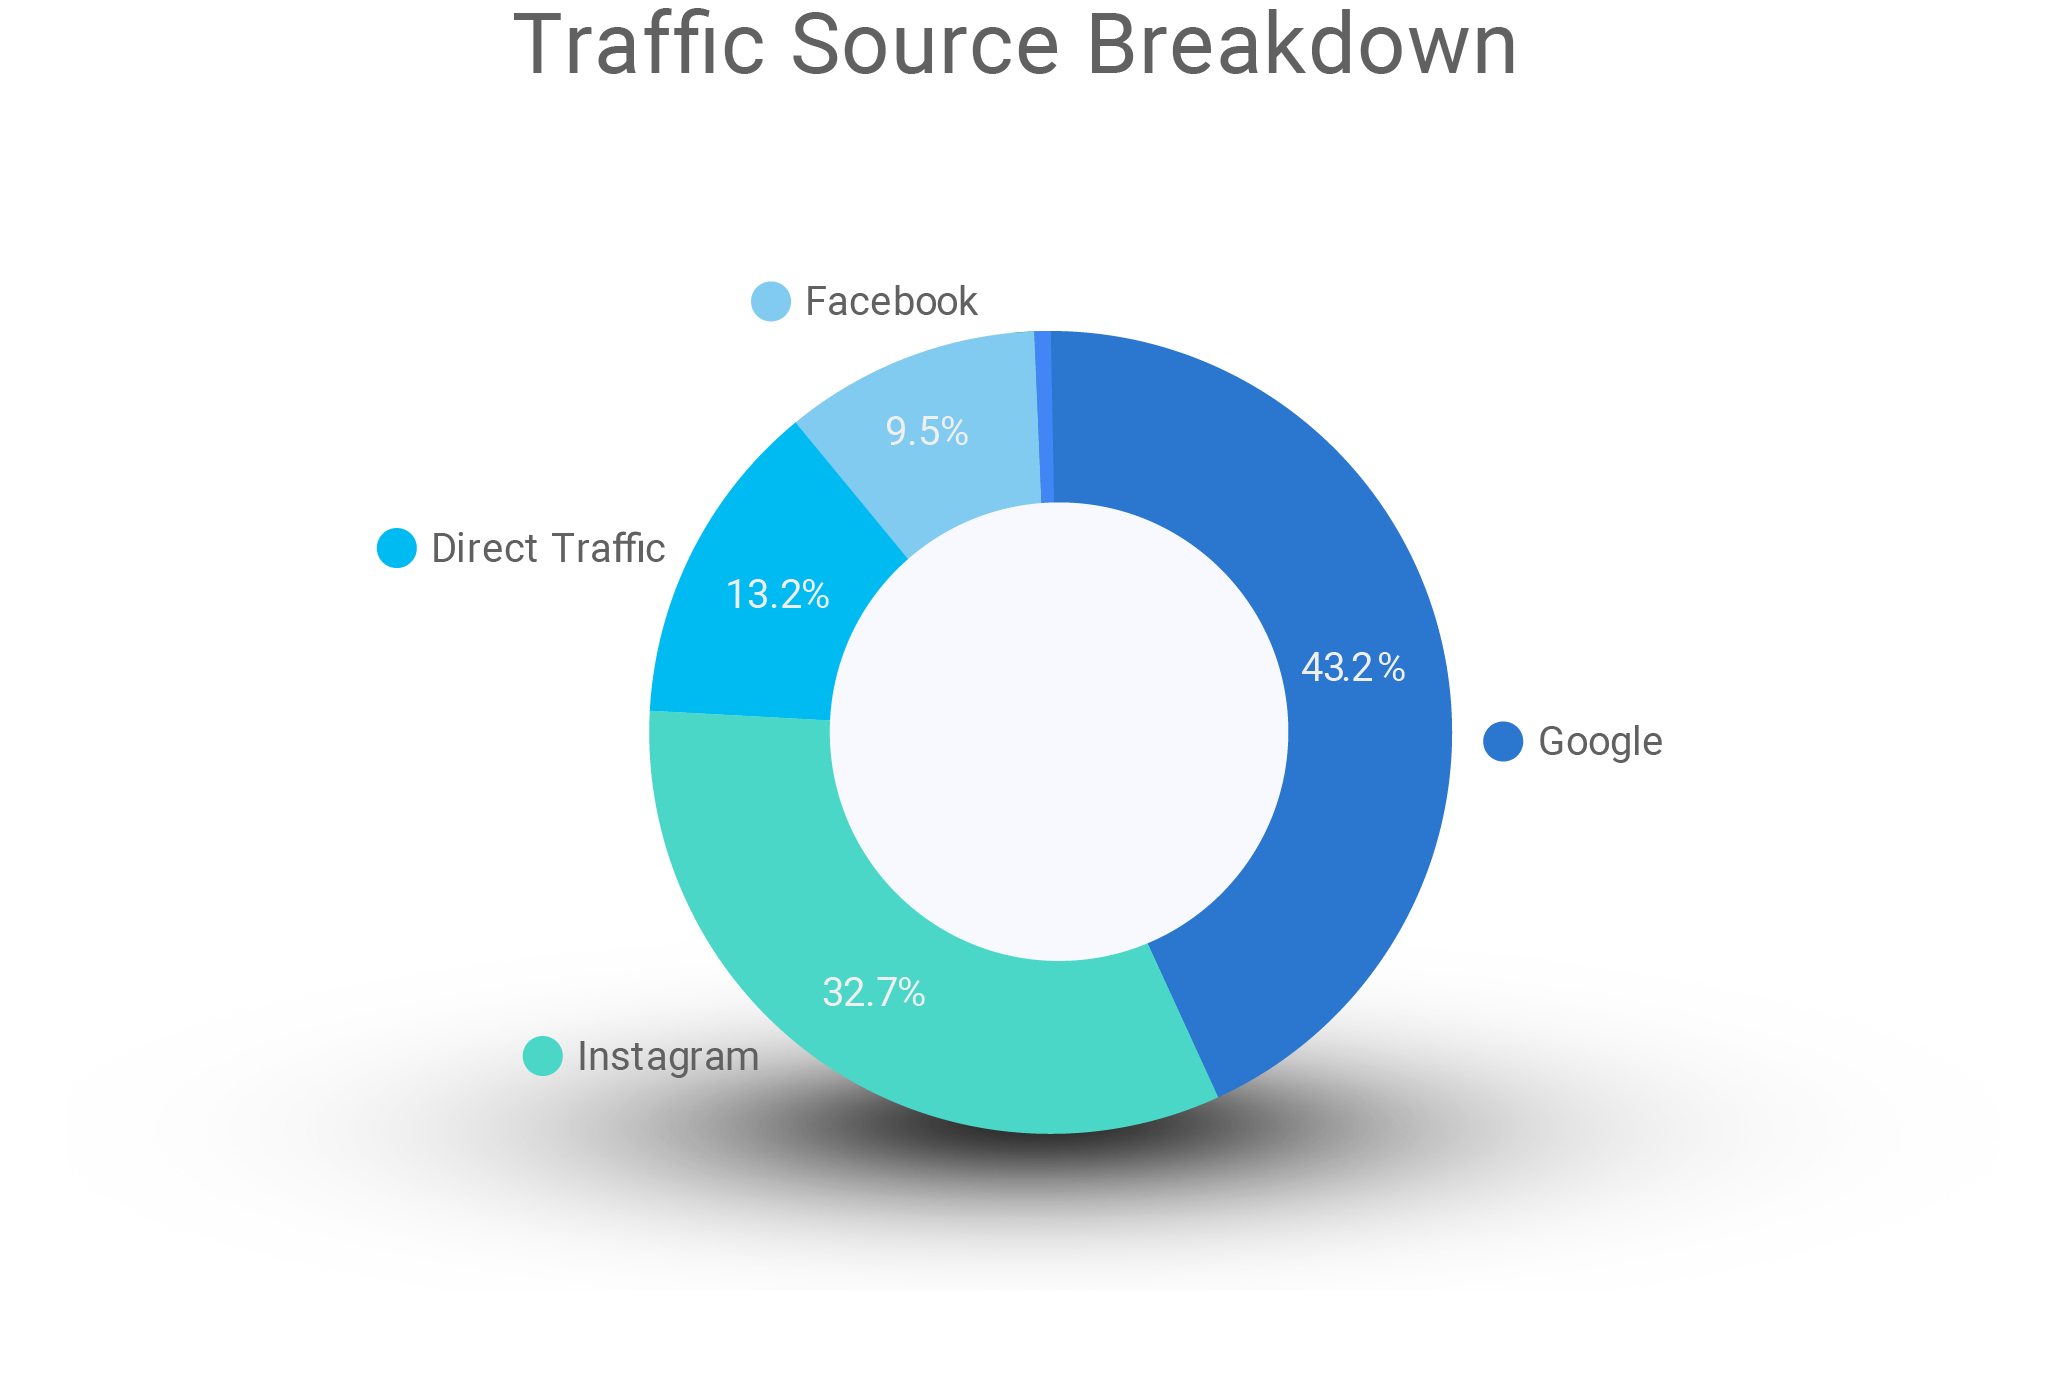 Traffic Source Breakdown
Facebook
9.5%
Direct Traffic
13.2%
43.2%
Google
32.7%
Instagram